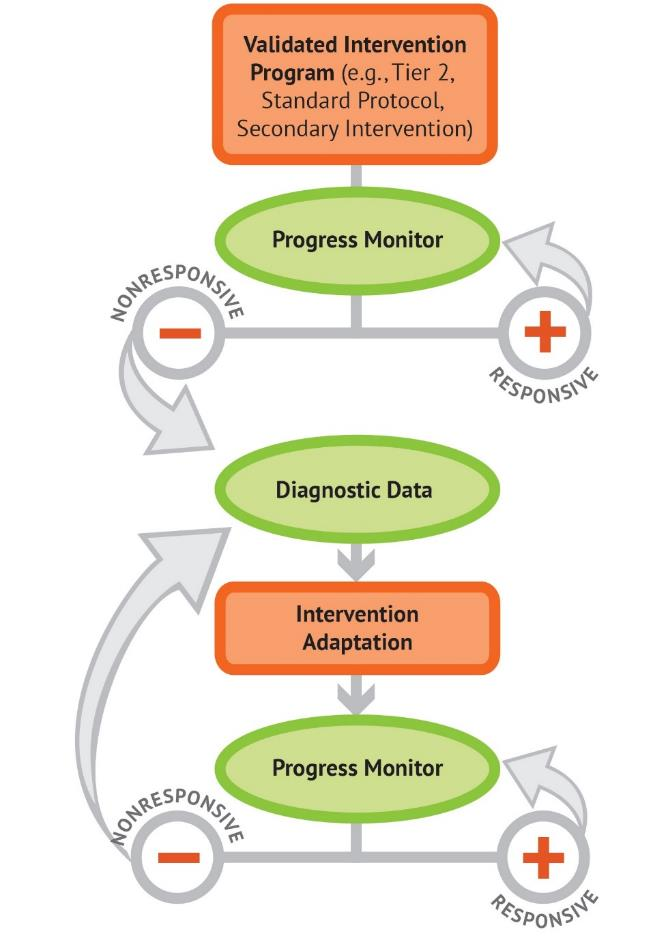 Validated Intervention
Program (e.g., Tier 2,
Standard Protocol,
Secondary Intervention)
Progress Monitor
NONRESPONSIVE
RESPONSIVE
Diagnostic Data
Intervention
Adaptation
Progress Monitor
NONRESPONSIVE
RESPONSIVE